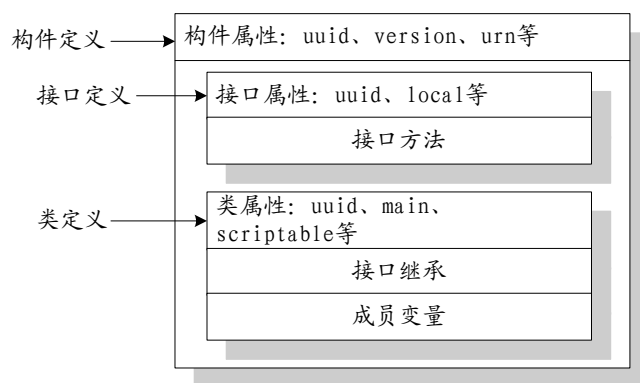 构件定义
构件属性：uuid、version、urn等
接口定义
接口属性：uuid、local等
接口方法
类定义
类属性：uuid、main、
scriptable等
接口继承
成员变量